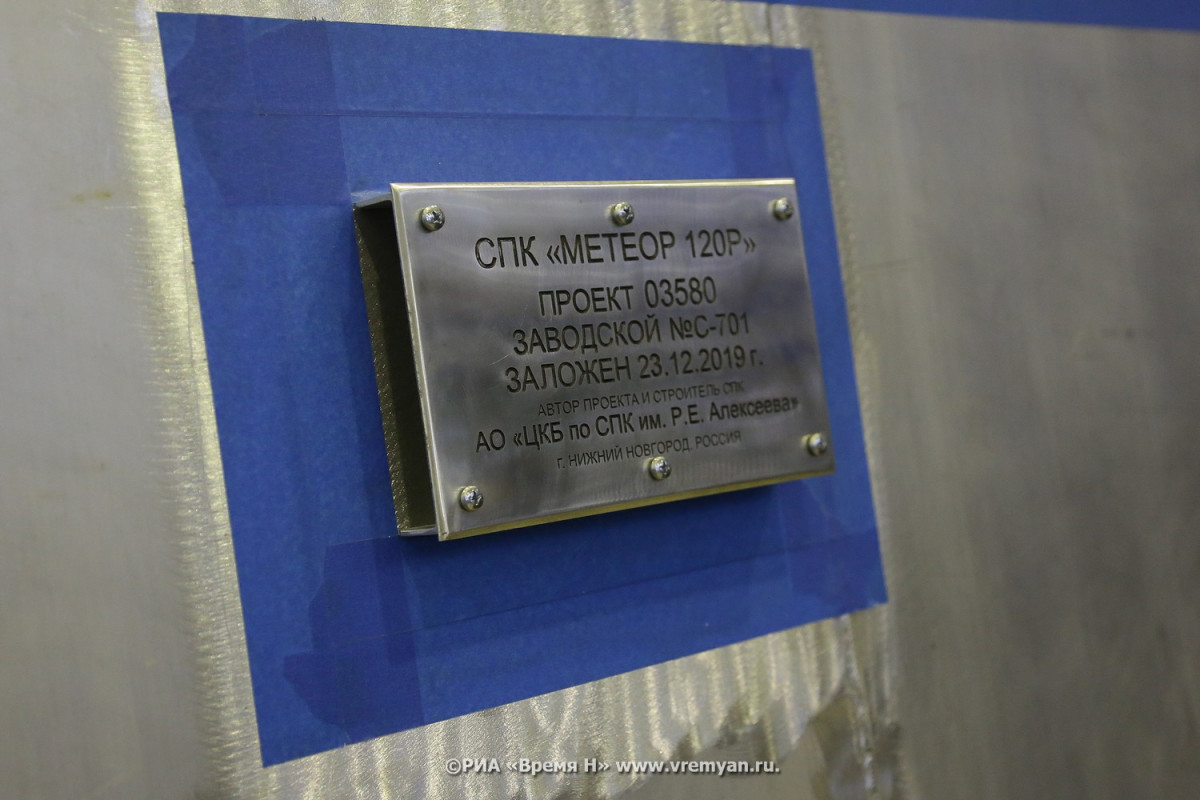 СПК «МЕТЕОР 120Р»
ПРОЕКТ 03580
ЗАВОДСКОЙ №С-701
ЗАЛОЖЕН 23.12.2019 г.
АВТОР ПРОЕКТА И СТРОИТЕЛЬ СПК
АО «ЦКБ по СПК им. Р.Е. Алексеева»
г. НИЖНИЙ НОВГОРОД, РОССИЯ
©РИА «Время Н» www.vremyan.ru.